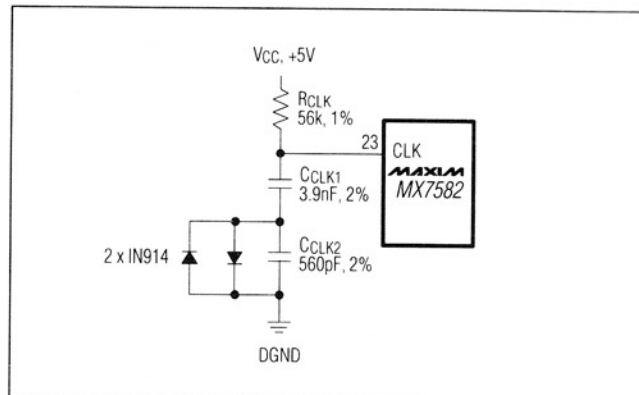 VCC, +5V
RCLK
56k, 1%
23
CLK
MAXIM
MX7582
CCLK1
3.9nF, 2%
2 x IN914
CCLK2
560pF, 2%
DGND